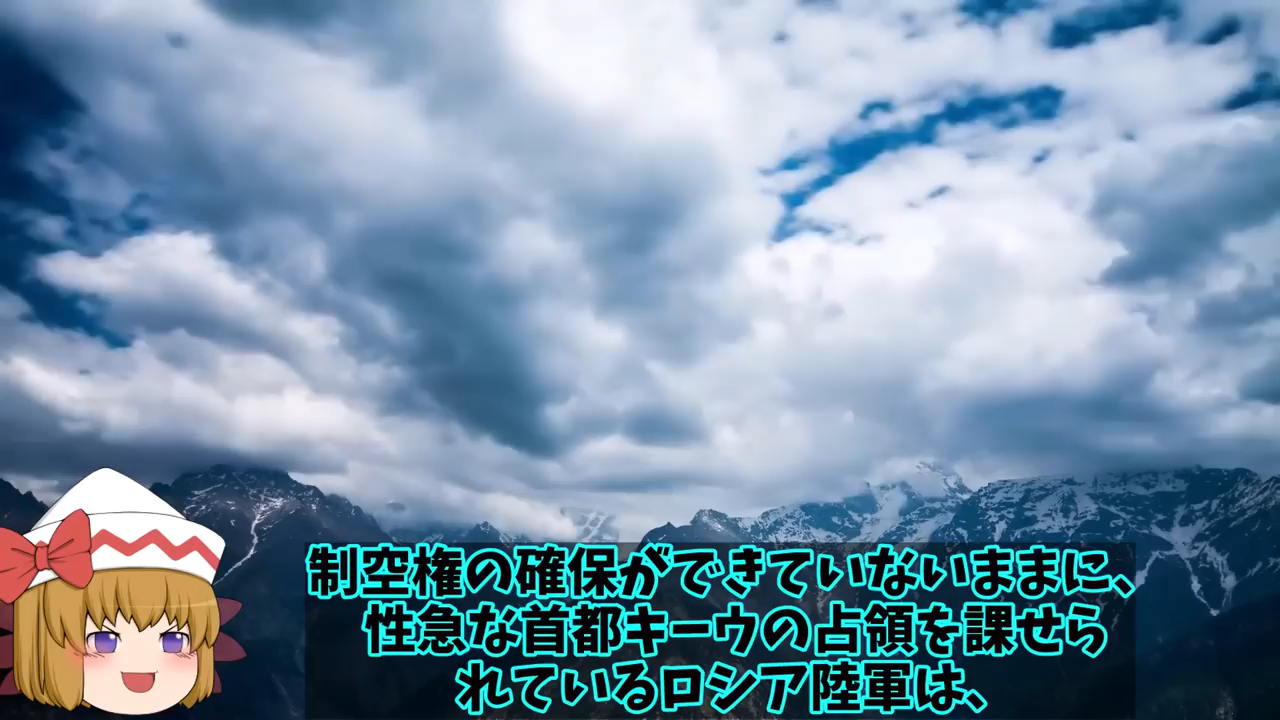 制空権の確保ができていないままに、
性急な首都キーウの占領を課せら
れているロシア陸軍は、